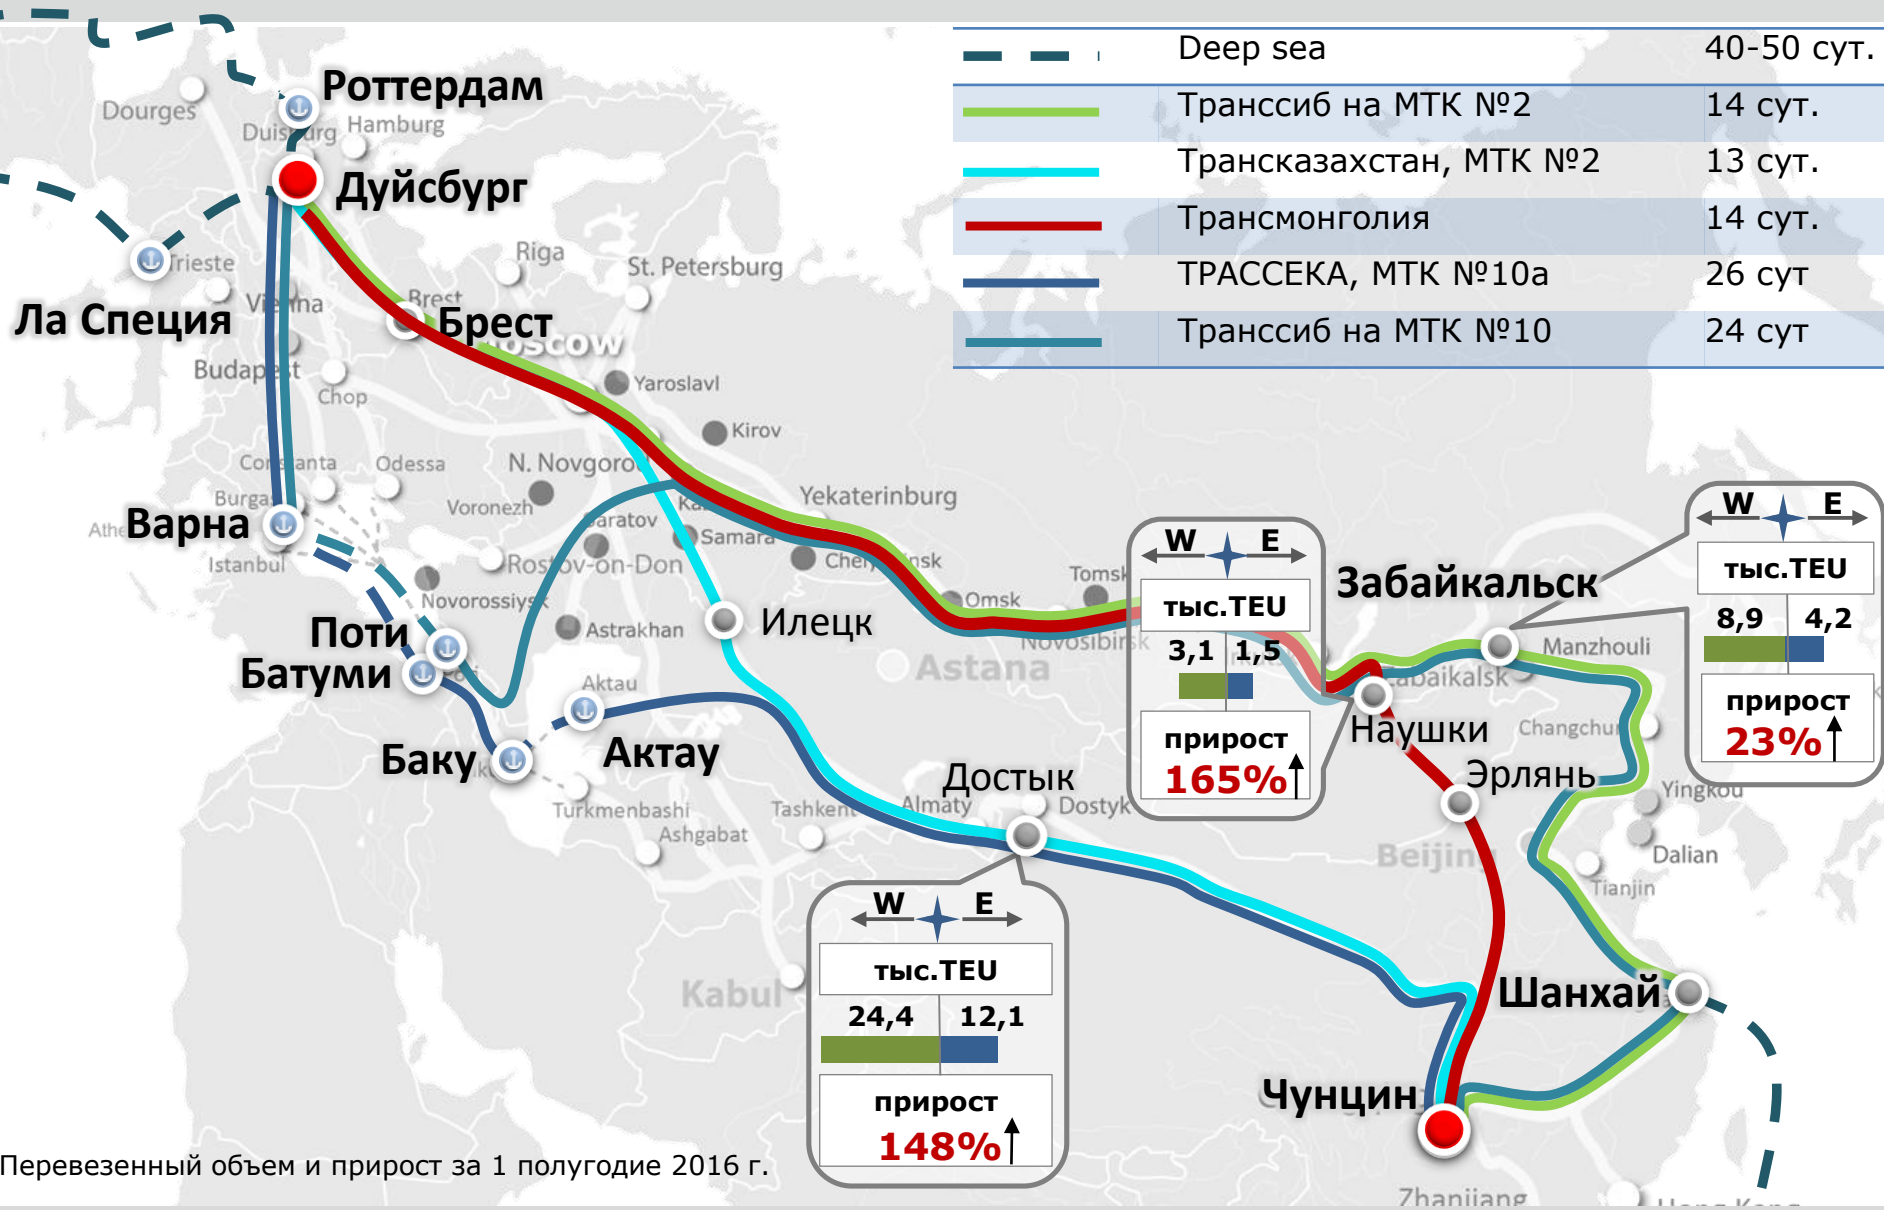 Deep sea 40-50 сут.
Транссиб на МТК №2 14 сут.
Трансказахстан, МТК №2 13 сут.
Трансмонголия 14 сут.
ТРАССЕКА, МТК №10а 26 сут
Транссиб на МТК №10 24 сут
Роттердам
Dourges
Hamburg
Дуйсбург
Riga
St. Petersburg
Trieste
Brest
Ла Специя
Брест
Budapest
Yaroslavl
Chop
Kirov
Odessa
N. Novgorod
Voronezh
Yekaterinburg
Варна
Saratov
Samara
Istanbul
Rostov-on-Don
Tomsk
Omsk
Novosibirsk
Novorossiysk
Astrakhan
Илецк
Astana
Поти
Батуми
Aktau
Баку
Актау
Turkmenbashi
Ashgabat
Tashkent
Almaty
Достык
Dostyk
W E
тыс.TEU
3,1 1,5
прирост
165%
Забайкальск
W E
тыс.TEU
8,9 4,2
прирост
23%
Manzhouli
Наушки
Changchun
Эрлянь
Yingkou
Beijing
Dalian
Tianjin
W E
тыс.TEU
24,4 12,1
прирост
148%
Kabul
Шанхай
Чунцин
Zhanjiang
Hong Kong
Перевезенный объем и прирост за 1 полугодие 2016 г.